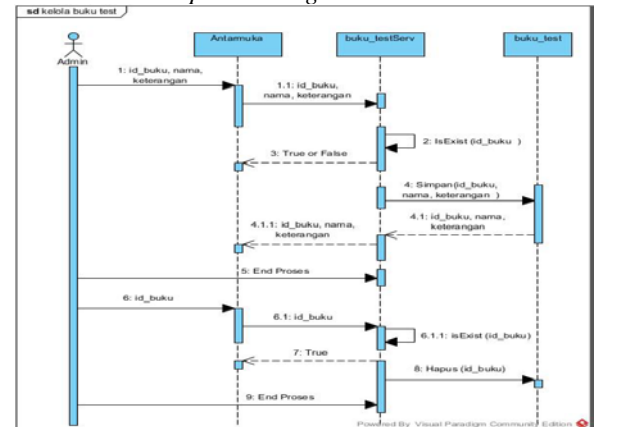 sd kelola buku test
Antarmuka
buku_testServ
buku_test
Admin
1: id_buku, nama,
keterangan
1.1: id_buku,
nama, keterangan
2: IsExist (id_buku )
3: True or False
4: Simpan(id_buku,
nama, keterangan )
4.1: id_buku, nama,
keterangan
4.1.1: id_buku, nama,
keterangan
5: End Proses
6: id_buku
6.1: id_buku
6.1.1: isExist (id_buku)
7: True
8: Hapus (id_buku)
9: End Proses
Powered By Visual Paradigm Community Edition